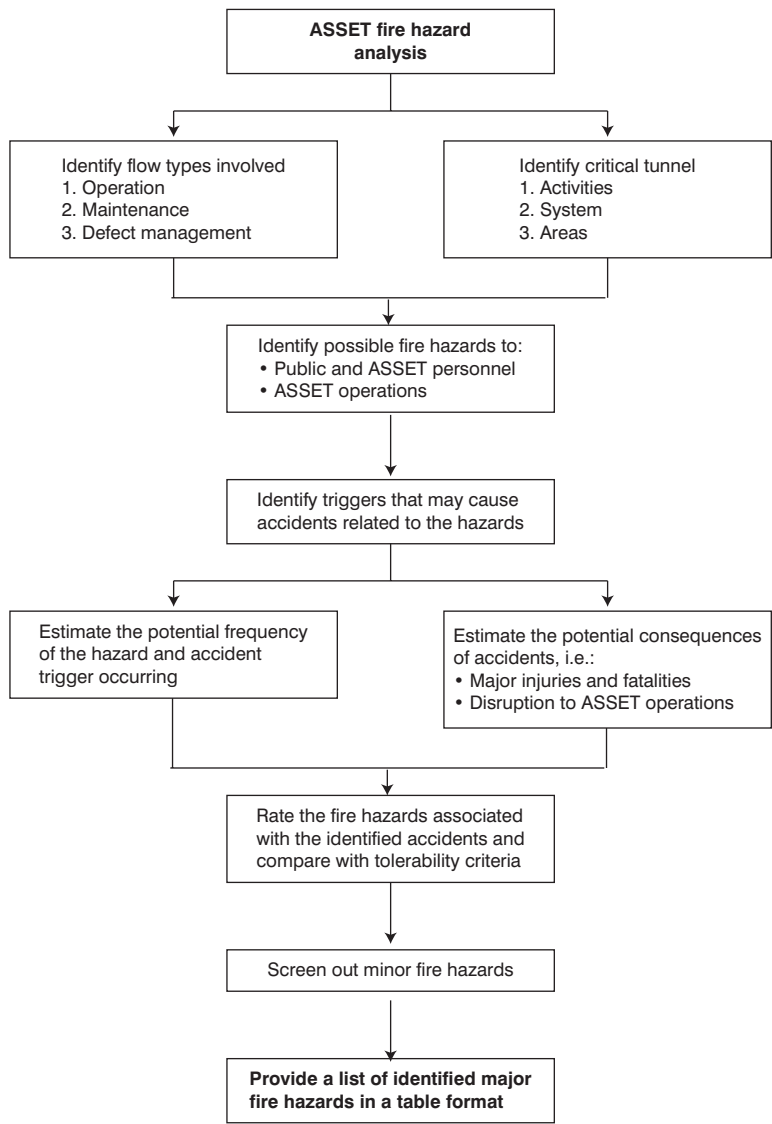 ASSET fire hazard
analysis
Identify flow types involved
1. Operation
2. Maintenance
3. Defect management
Identify critical tunnel
1. Activities
2. System
3. Areas
Identify possible fire hazards to:
• Public and ASSET personnel
• ASSET operations
Identify triggers that may cause
accidents related to the hazards
Estimate the potential frequency
of the hazard and accident
trigger occurring
Estimate the potential consequences
of accidents, i.e.:
• Major injuries and fatalities
• Disruption to ASSET operations
Rate the fire hazards associated
with the identified accidents and
compare with tolerability criteria
Screen out minor fire hazards
Provide a list of identified major
fire hazards in a table format